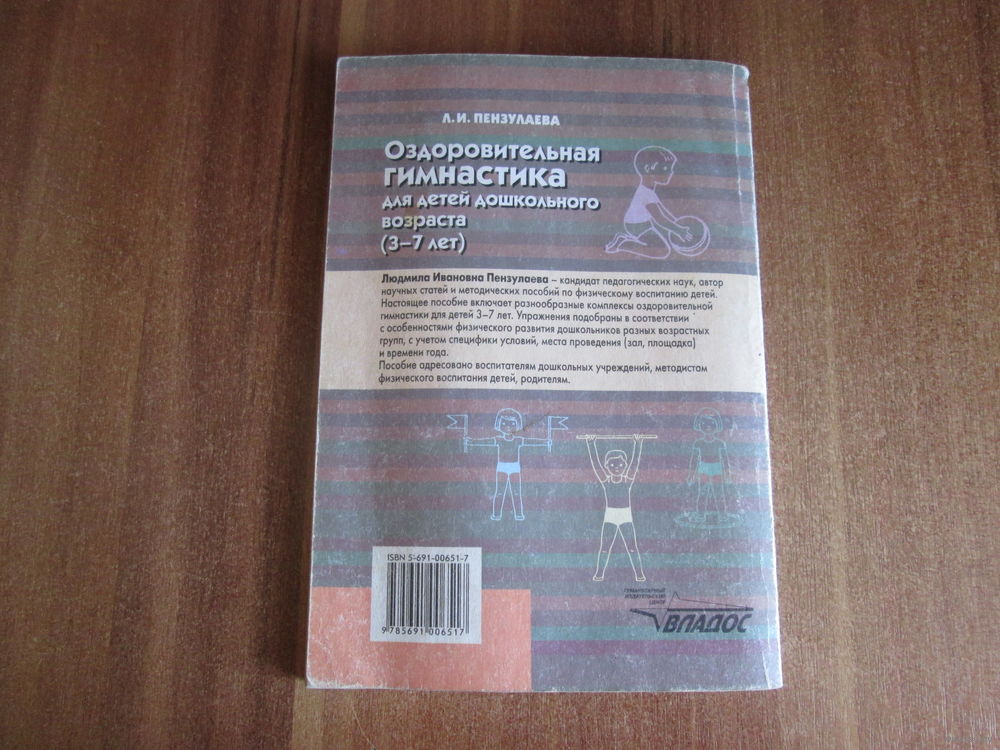 Л.И. ПЕНЗУЛАЕВА
Оздоровительная
гимнастика
для детей дошкольного
возраста
(3–7 лет)
Людмила Ивановна Пензулаева – кандидат педагогических наук, автор
научных статей и методических пособий по физическому воспитанию детей.
Настоящее пособие включает разнообразные комплексы оздоровительной
гимнастики для детей 3–7 лет. Упражнения подобраны в соответствии
с особенностями физического развития дошкольников разных возрастных
групп, с учетом специфики условий, места проведения (зал, площадка)
и времени года.
Пособие адресовано воспитателям дошкольных учреждений, методистам
физического воспитания детей, родителям.
ISBN 5-691-00651-7
9 785691 006517
ГУМАНИТАРНЫЙ
ИЗДАТЕЛЬСКИЙ
ЦЕНТР
ВЛАДОС